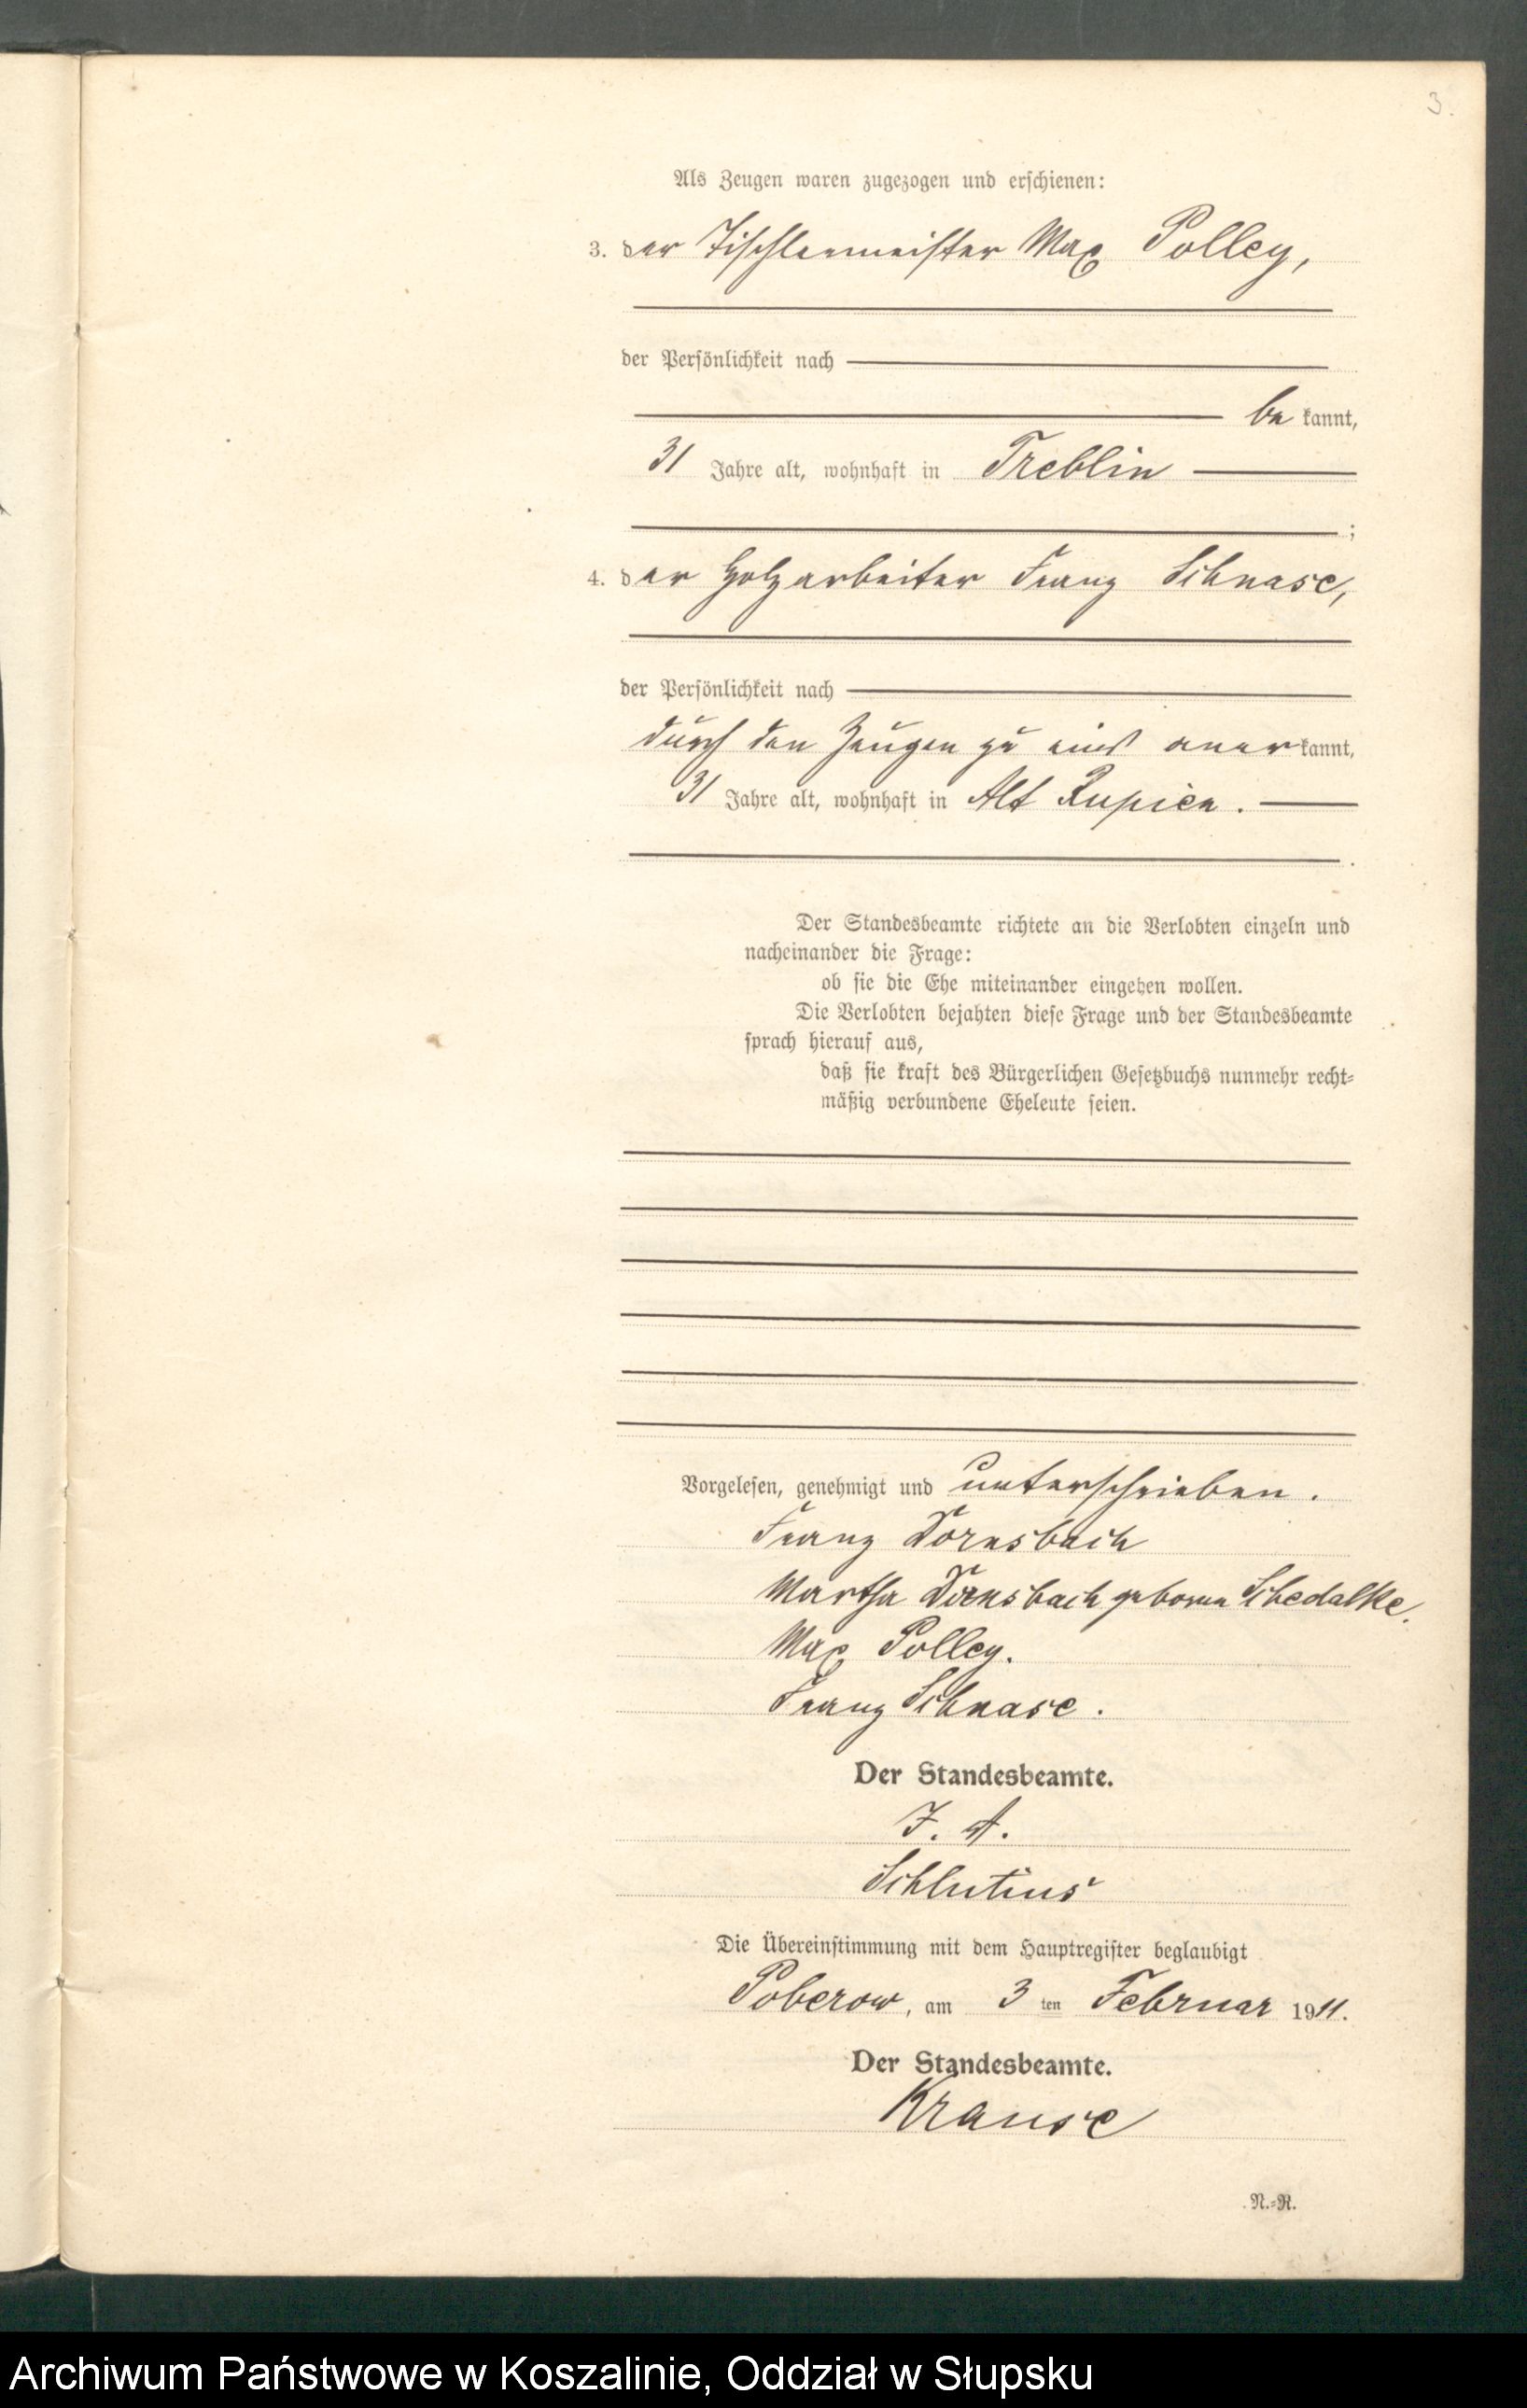 3.
Als Zeugen waren zugezogen und erschienen:
3. der Tischlermeister Max Polley,
der Persönlichkeit nach
be kannt,
31 Jahre alt, wohnhaft in Treblin
;
4. der Holzarbeiter Franz Schnase,
der Persönlichkeit nach
durch den Zeugen zu eins aner kannt,
31 Jahre alt, wohnhaft in Alt .
Der Standesbeamte richtete an die Verlobten einzeln und
nacheinander die Frage:
ob sie die Ehe miteinander eingehen wollen.
Die Verlobten bejahten diese Frage und der Standesbeamte
sprach hierauf aus,
daß sie kraft des Bürgerlichen Gesetzbuchs nunmehr recht-
mäßig verbundene Eheleute seien.
Vorgelesen, genehmigt und unterschrieben.
Franz Dornsbach
Martha Dornsbach geboren Schedalke.
Max Polley.
Franz Schnase.
Der Standesbeamte.
I. A.
Schlutius
Die Übereinstimmung mit dem Hauptregister beglaubigt
Poberow, am 3 ten Februar 1911.
Der Standesbeamte.
Krause
N.-R.
Archiwum Państwowe w Koszalinie, Oddział w Słupsku